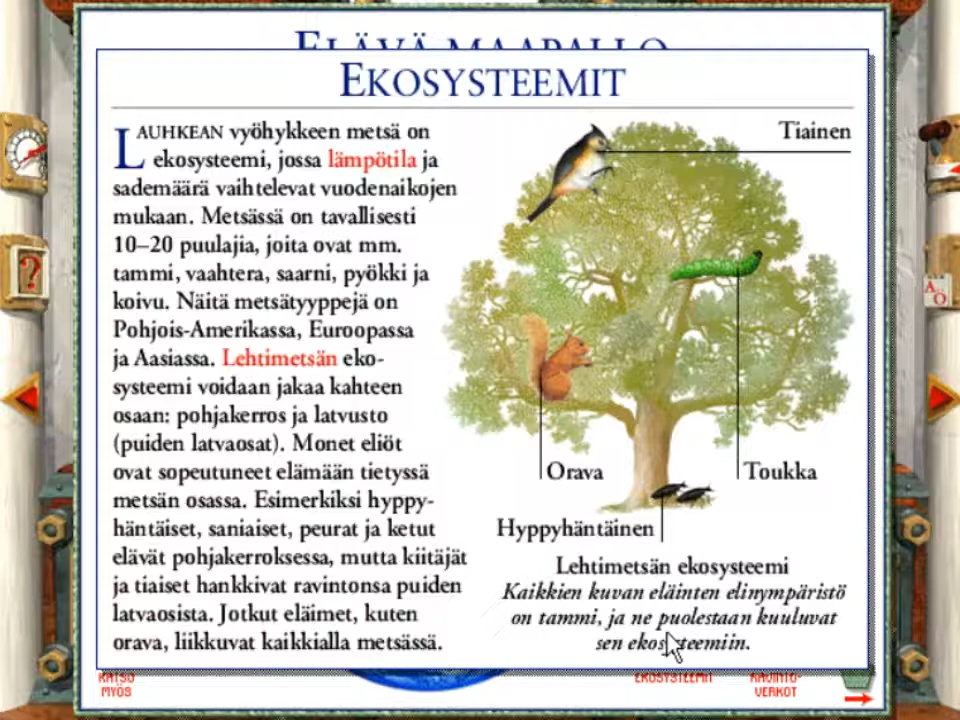 ELÄVÄ MAAPALLO
EKOSYSTEEMIT
LAUHKEAN vyöhykkeen metsä on
ekosysteemi, jossa lämpötila ja
sademäärä vaihtelevat vuodenaikojen
mukaan. Metsässä on tavallisesti
10–20 puulajia, joita ovat mm.
tammi, vaahtera, saarni, pyökki ja
koivu. Näitä metsätyyppejä on
Pohjois-Amerikassa, Euroopassa
ja Aasiassa. Lehtimetsän eko-
systeemi voidaan jakaa kahteen
osaan: pohjakerros ja latvusto
(puiden latvaosat). Monet eliöt
ovat sopeutuneet elämään tietyssä
metsän osassa. Esimerkiksi hyppy-
häntäiset, saniaiset, peurat ja ketut
elävät pohjakerroksessa, mutta kiitäjät
ja tiaiset hankkivat ravintonsa puiden
latvaosista. Jotkut eläimet, kuten
orava, liikkuvat kaikkialla metsässä.
Tiainen
Orava
Toukka
Hyppyhäntäinen
Lehtimetsän ekosysteemi
Kaikkien kuvan eläinten elinympäristö
on tammi, ja ne puolestaan kuuluvat
sen ekosysteemiin.
KATSO
MYÖS
EKOSYSTEEMIT
RAVINTO-
VERKOT
?
A
Ö